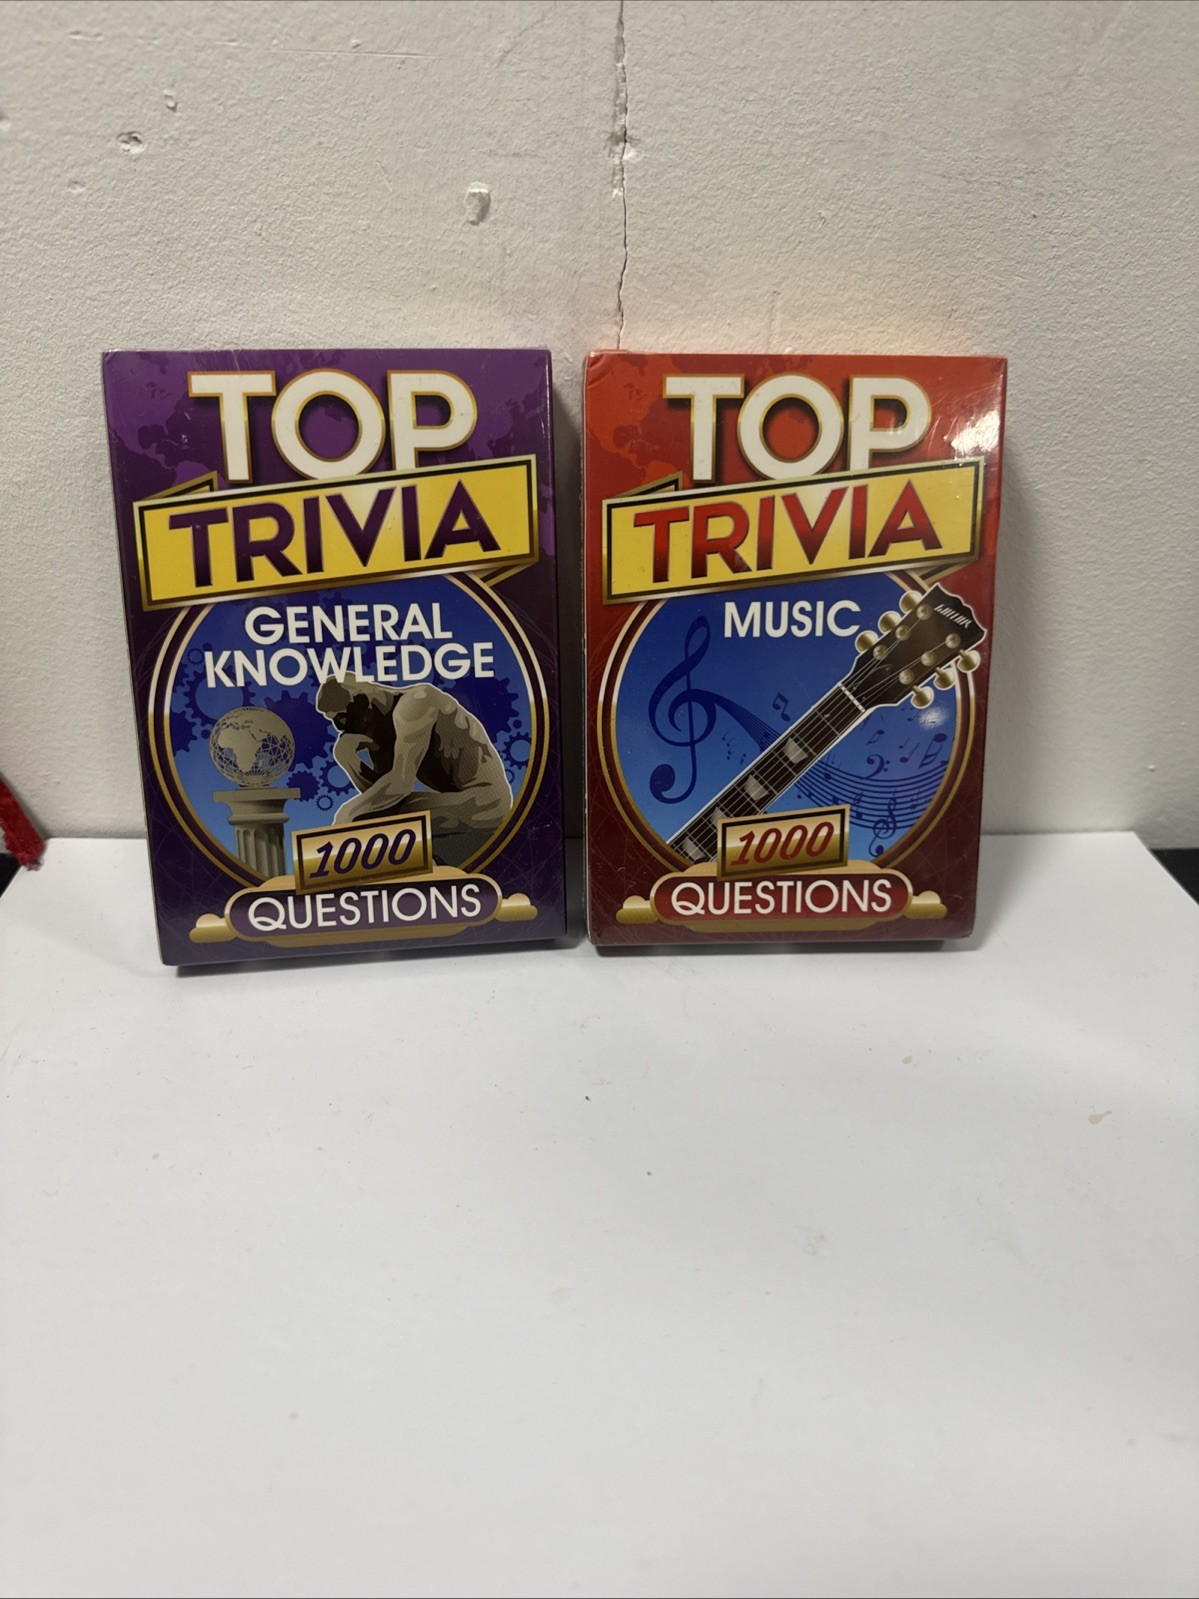 TOP
TRIVIA
GENERAL
KNOWLEDGE
1000
QUESTIONS
TOP
TRIVIA
MUSIC
1000
QUESTIONS